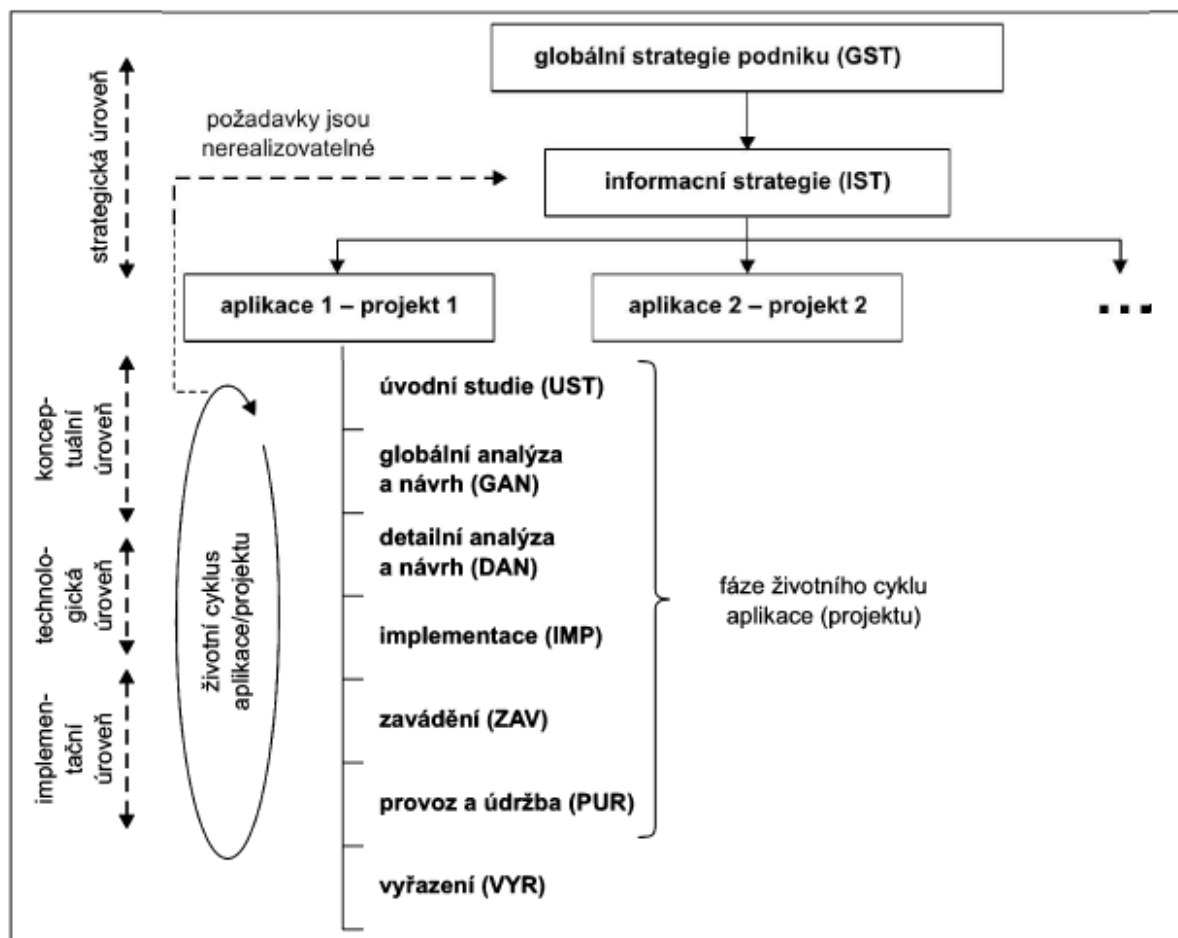 globální strategie podniku (GST)
strategická úroveň
požadavky jsou
nerealizovatelné
informacní strategie (IST)
aplikace 1 – projekt 1
aplikace 2 – projekt 2
...
koncep-
tuální
úroveň
technolo-
gická
úroveň
implemen-
tační
úroveň
životní cyklus
aplikace/projektu
úvodní studie (UST)
globální analýza
a návrh (GAN)
detailní analýza
a návrh (DAN)
implementace (IMP)
zavádění (ZAV)
provoz a údržba (PUR)
vyřazení (VYR)
fáze životního cyklu
aplikace (projektu)